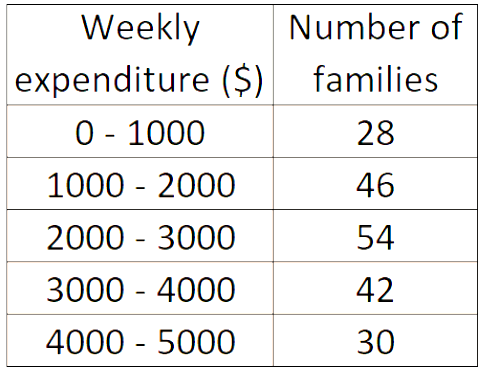 Weekly Number of
expenditure ($) families
0 - 1000 28
1000 - 2000 46
2000 - 3000 54
3000 - 4000 42
4000 - 5000 30